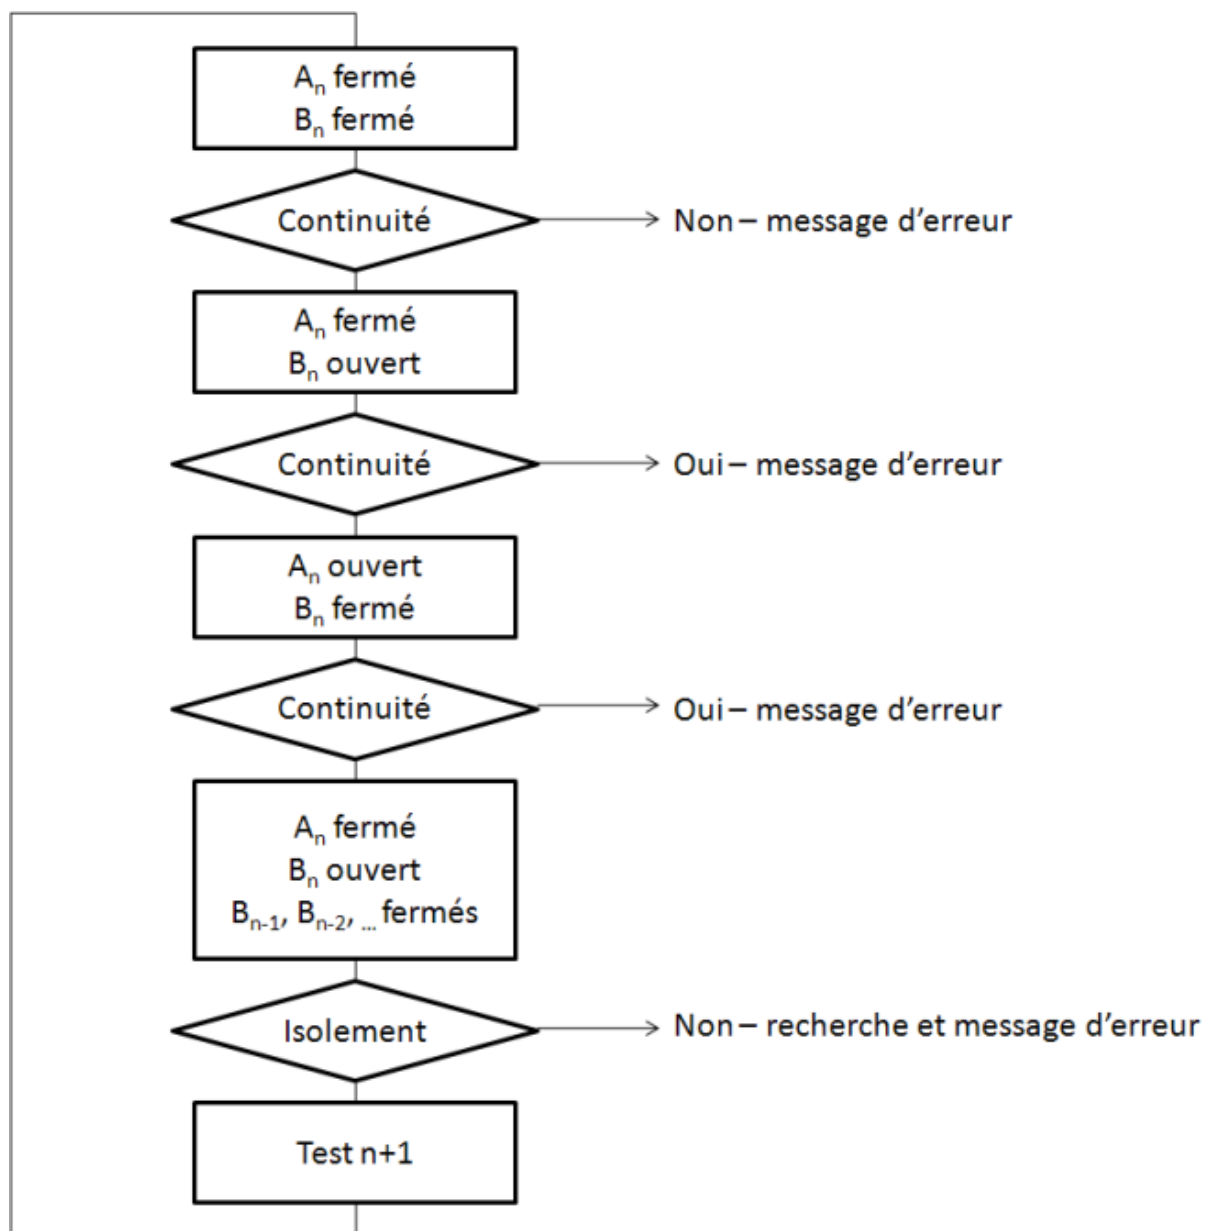 Aₙ fermé
Bₙ fermé
Continuité
Non – message d’erreur
Aₙ fermé
Bₙ ouvert
Continuité
Oui – message d’erreur
Aₙ ouvert
Bₙ fermé
Continuité
Oui – message d’erreur
Aₙ fermé
Bₙ ouvert
Bₙ₋₁, Bₙ₋₂, ... fermés
Isolement
Non – recherche et message d’erreur
Test n+1